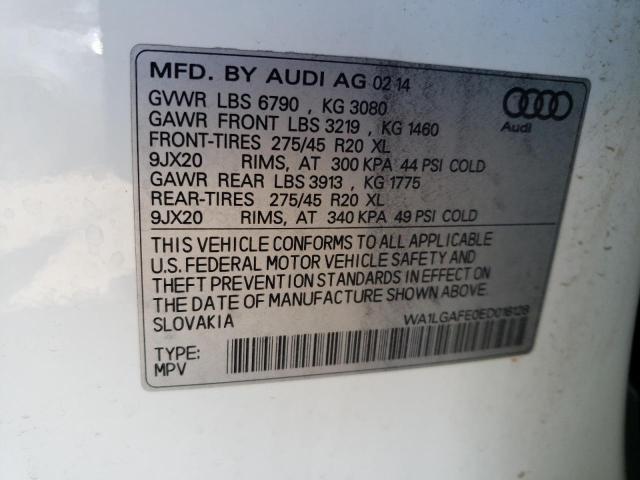 MFD. BY AUDI AG 02 14
GVWR LBS 6790 , KG 3080
GAWR FRONT LBS 3219 , KG 1460
FRONT-TIRES 275/45 R20 XL
9JX20 RIMS, AT 300 KPA 44 PSI COLD
GAWR REAR LBS 3913 , KG 1775
REAR-TIRES 275/45 R20 XL
9JX20 RIMS, AT 340 KPA 49 PSI COLD
Audi
THIS VEHICLE CONFORMS TO ALL APPLICABLE
U.S. FEDERAL MOTOR VEHICLE SAFETY AND
THEFT PREVENTION STANDARDS IN EFFECT ON
THE DATE OF MANUFACTURE SHOWN ABOVE.
SLOVAKIA WA1LGAFE0ED016128
TYPE:
MPV